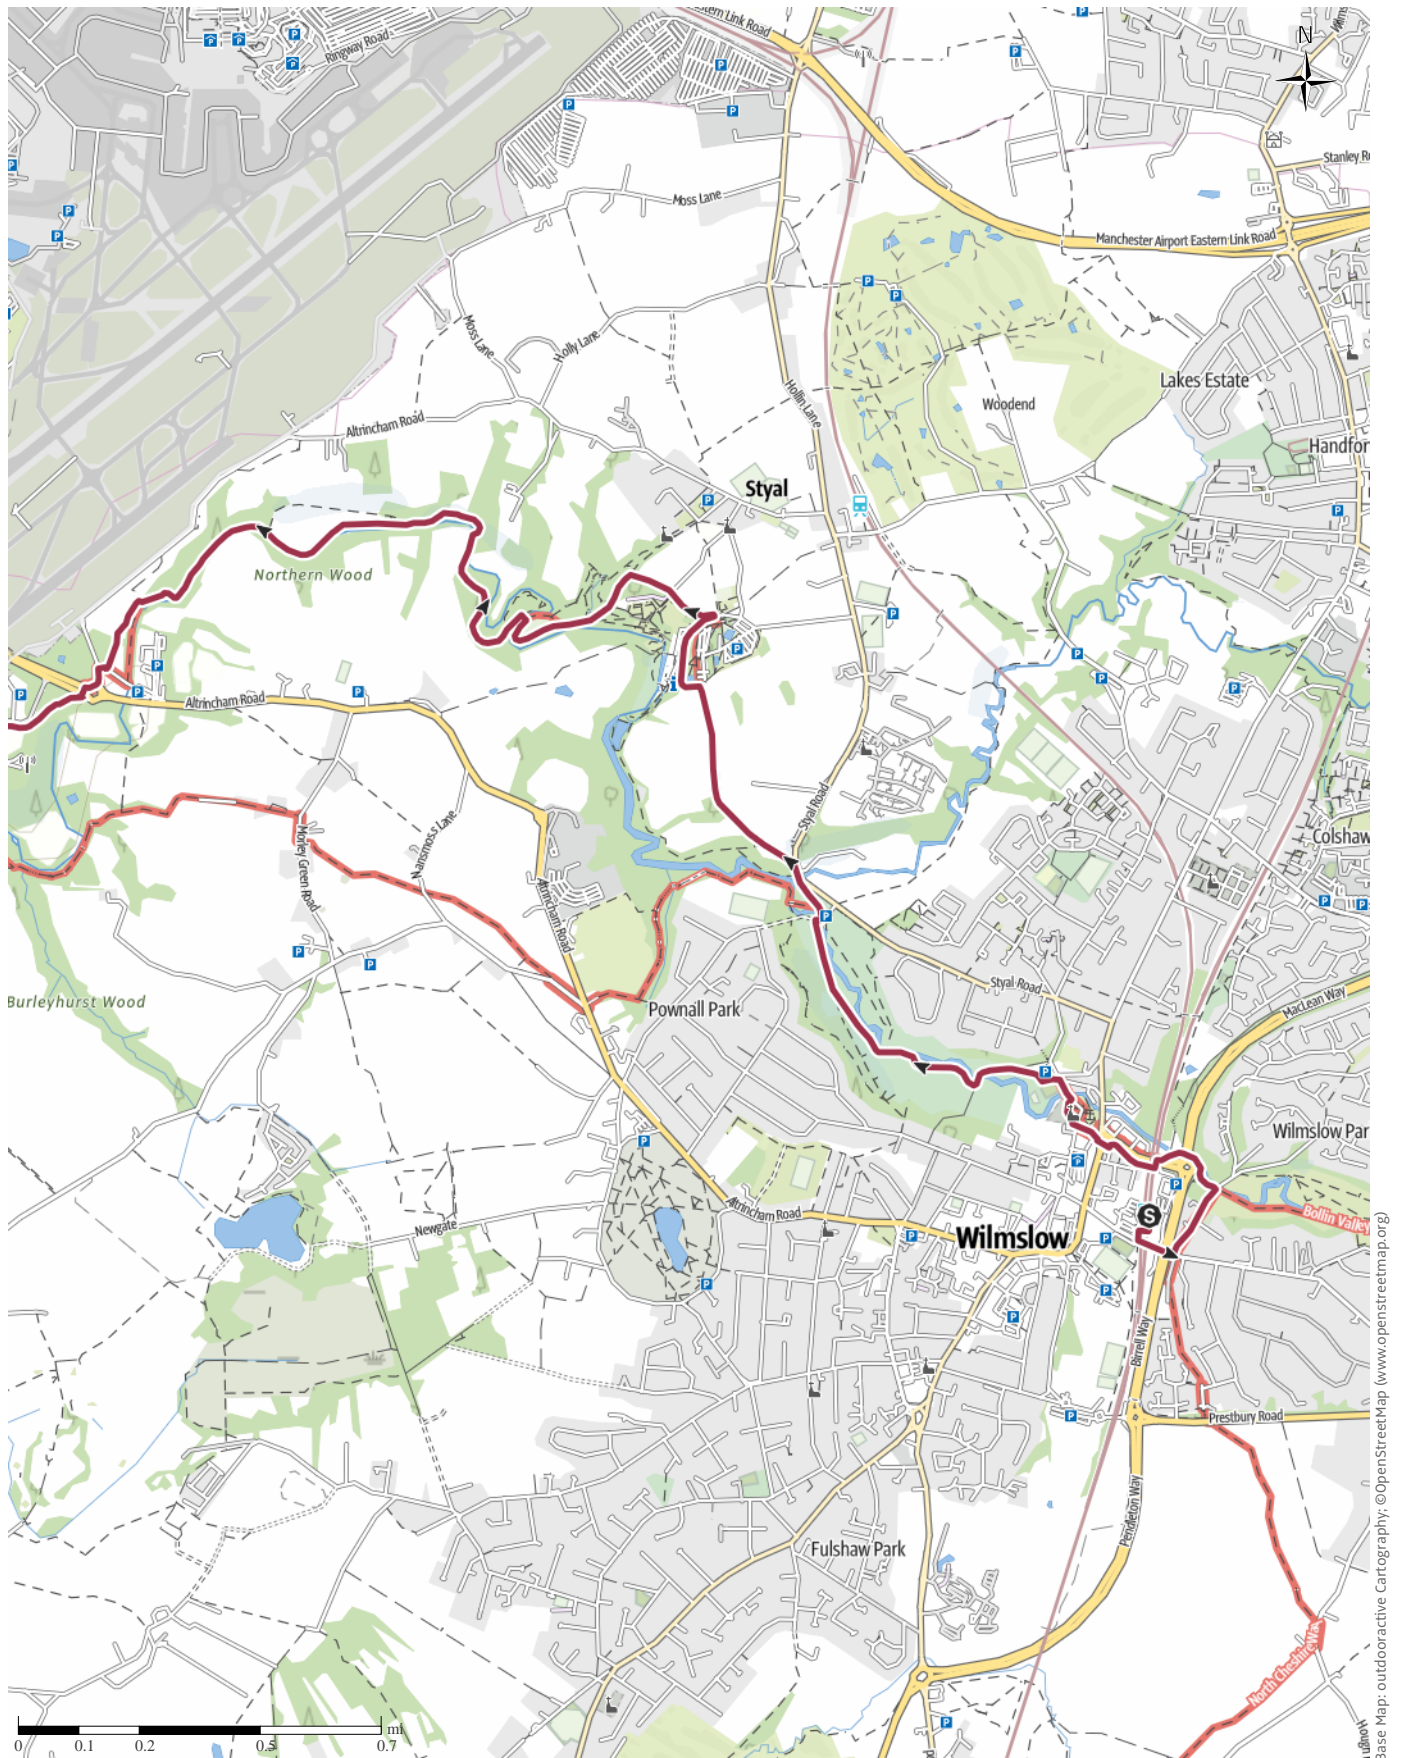 Eastern Link Road
Ringway Road
N
Stanley R
Moss Lane
Manchester Airport Eastern Link Road
Moss Lane
Holly Lane
Lakes Estate
Hollin Lane
Woodend
Altrincham Road
Handfor
Styal
Northern Wood
Altrincham Road
Styal Road
Nansmoss Lane
Morley Green Road
Colshaw
Altrincham Road
Styal Road
MacLean Way
Burleyhurst Wood
Pownall Park
Wilmslow Par
Altrincham Road
S
Bollin Valley
Newgate
Wilmslow
Birrell Way
Prestbury Road
Pendleton Way
Fulshaw Park
North Cheshire Way
mi
0 0.1 0.2 0.5 0.7
Base Map: outdooractive Cartography; ©OpenStreetMap (www.openstreetmap.org)